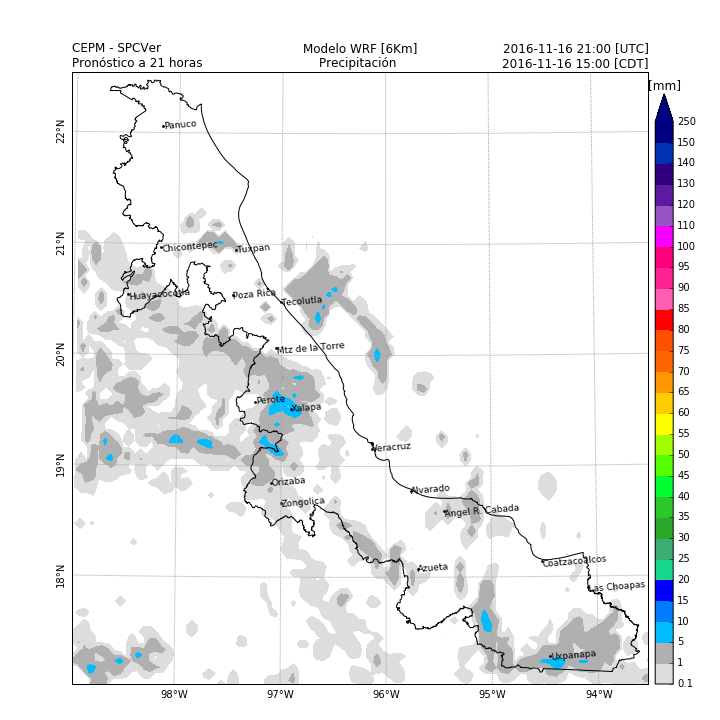 CEPM - SPCVer
Modelo WRF [6Km]
2016-11-16 21:00 [UTC]
Pronóstico a 21 horas
Precipitación
2016-11-16 15:00 [CDT]
[mm]
250
150
140
130
120
110
100
95
90
85
80
75
70
65
60
55
50
45
40
35
30
25
20
15
10
5
1
0.1
22°N
21°N
20°N
19°N
18°N
98°W
97°W
96°W
95°W
94°W
Panuco
Chicontepec
Tuxpan
Huayacocotla
Poza Rica
Tecolutla
Mtz de la Torre
Perote
Xalapa
Veracruz
Orizaba
Zongolica
Alvarado
Angel R. Cabada
Azueta
Coatzacoalcos
Las Choapas
Uxpanapa